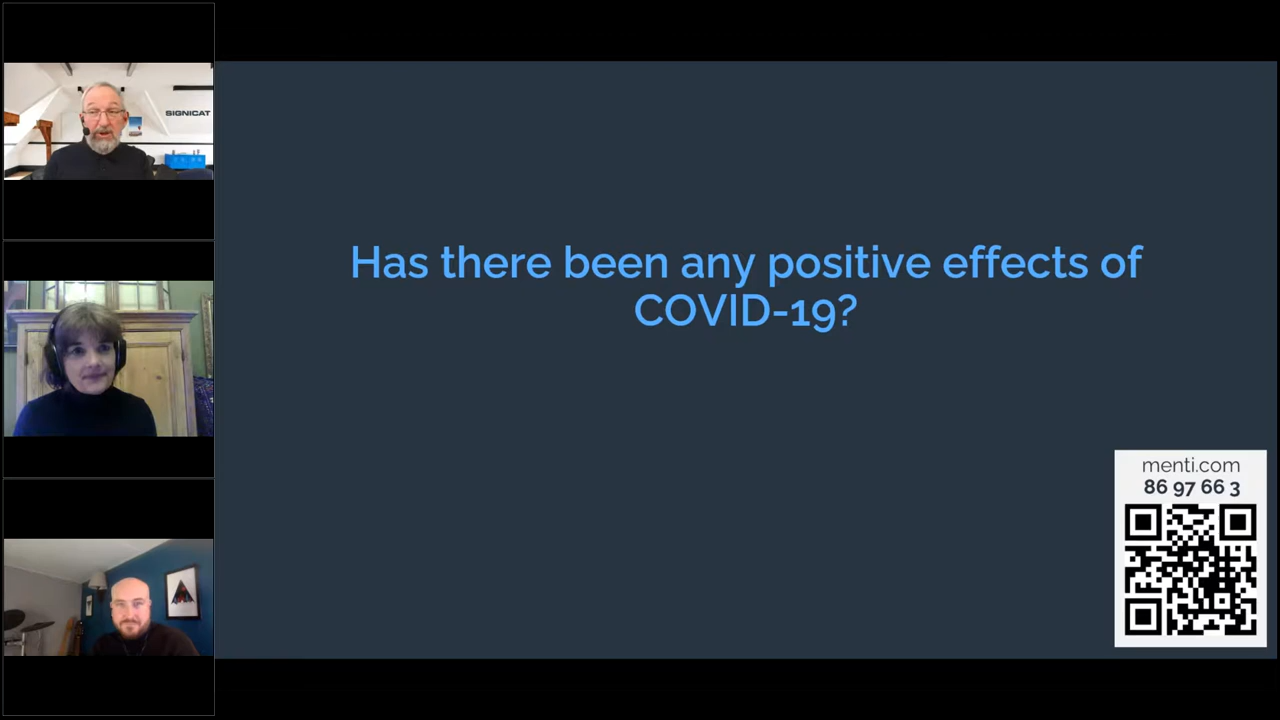 SIGNICAT
Has there been any positive effects of
COVID-19?
menti.com
86 97 66 3